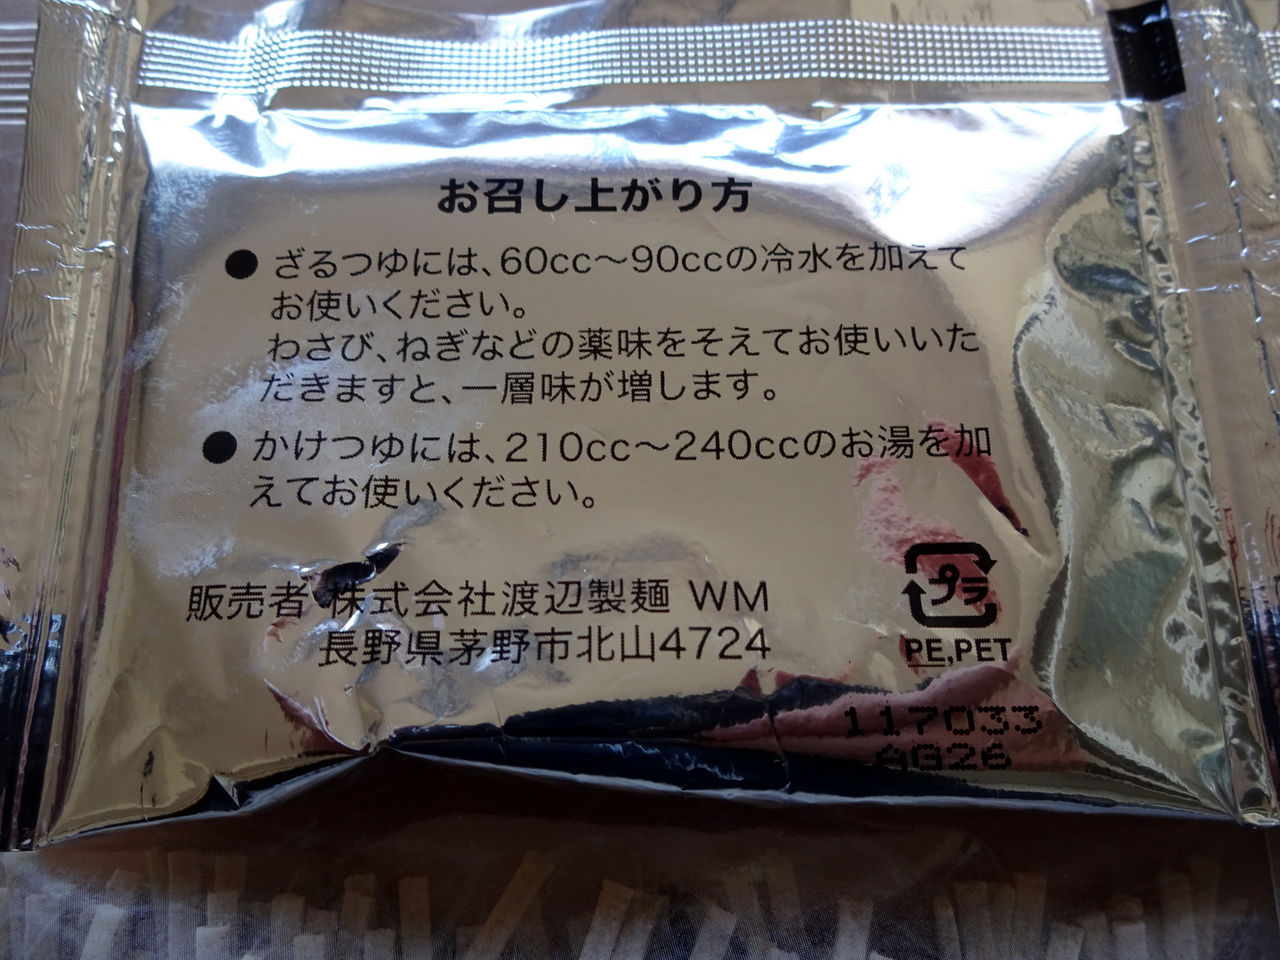 お召し上がり方
●ざるつゆには、60cc～90ccの冷水を加えて
お使いください。
わさび、ねぎなどの薬味をそえてお使いいた
だきますと、一層味が増します。
●かけつゆには、210cc～240ccのお湯を加
えてお使いください。
販売者 株式会社渡辺製麺 WM
長野県茅野市北山4724
プラ
PE,PET
117033
AB26